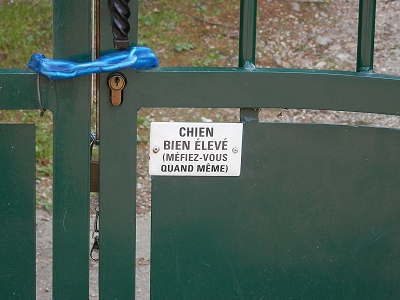 CHIEN
BIEN ÉLEVÉ
(MÉFIEZ-VOUS
QUAND MÊME)